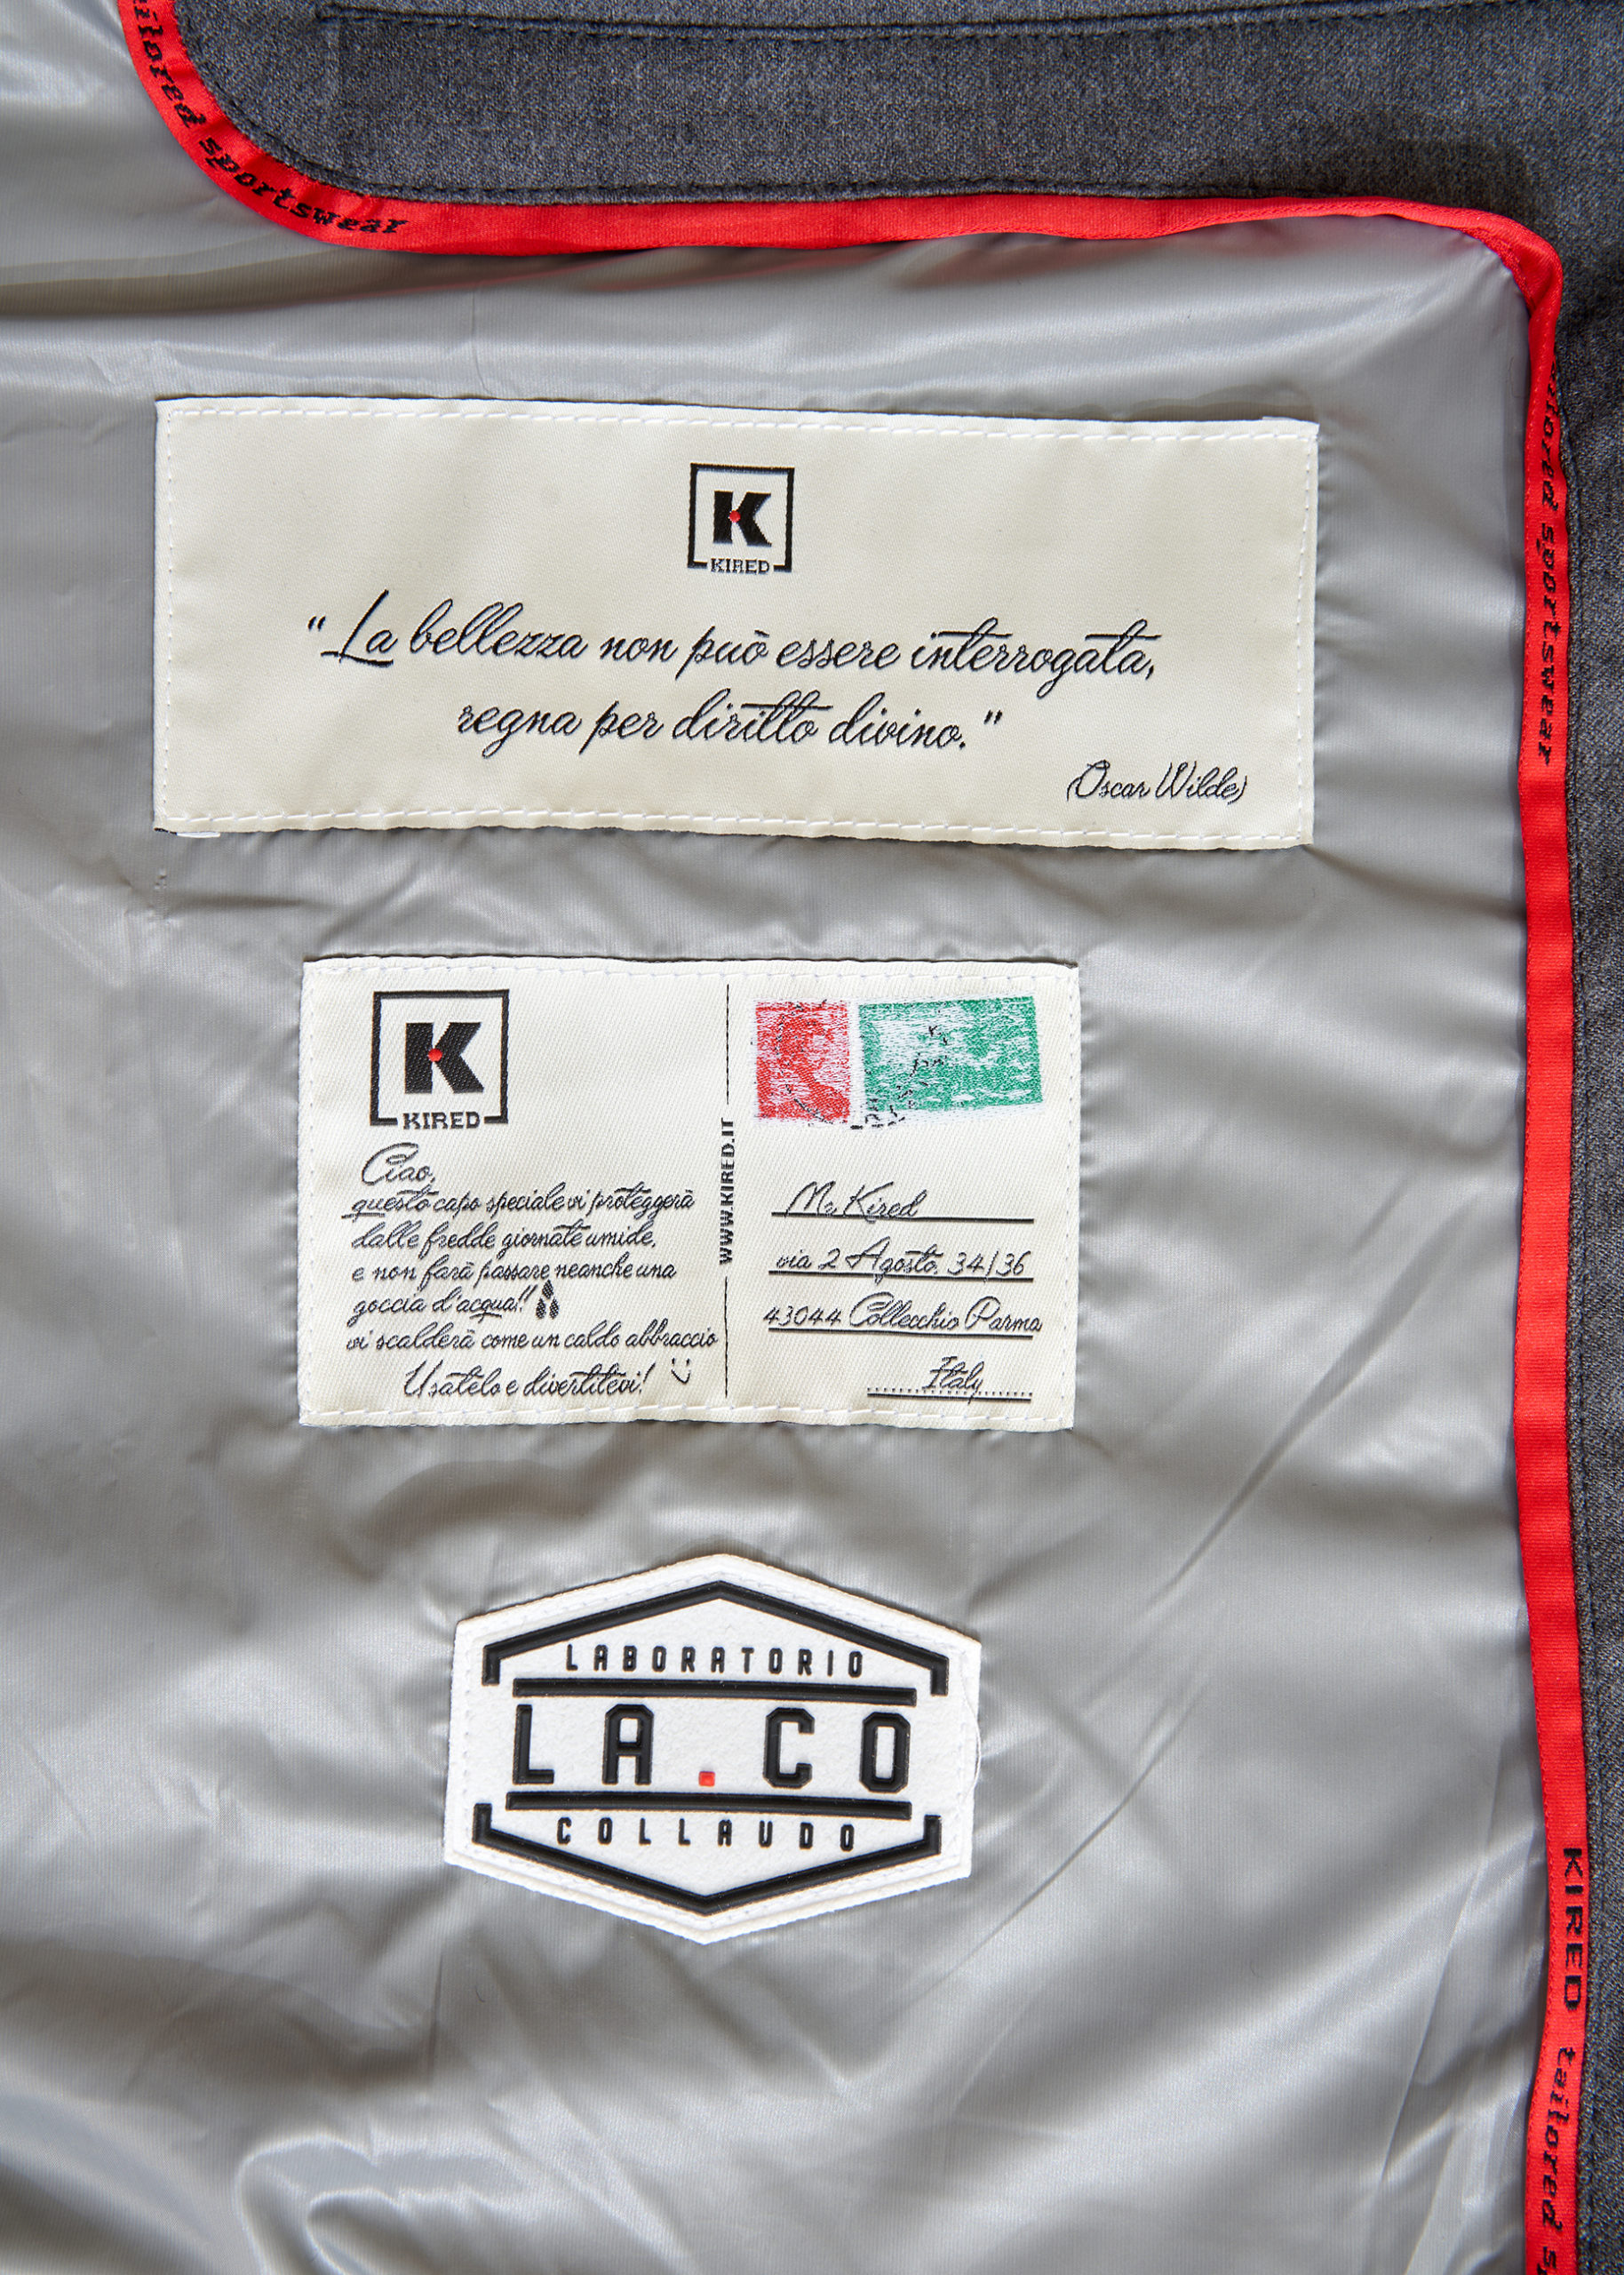 ailored sportswear
KIRED
“La bellezza non può essere interrogata,
regna per diritto divino.”
(Oscar Wilde)
tailored sportswear
KIRED
Ciao,
questo capo speciale vi proteggerà
dalle fredde giornate umide,
e non farà passare neanche una
goccia d'acqua!!
vi scalderà come un caldo abbraccio
Usatelo e divertitevi! :)
WWW.KIRED.IT
Mr. Kired
via 2 Agosto, 34/36
43044 Collecchio Parma
Italy
LABORATORIO
LA.CO
COLLAUDO
KIRED tailored s